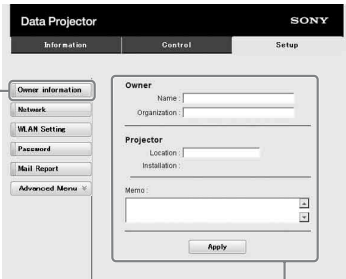 Data Projector SONY
Information Control Setup
Owner information
Network
WLAN Setting
Password
Mail Report
Advanced Menu
Owner
Name :
Organization :
Projector
Location :
Installation :
Memo :
Apply